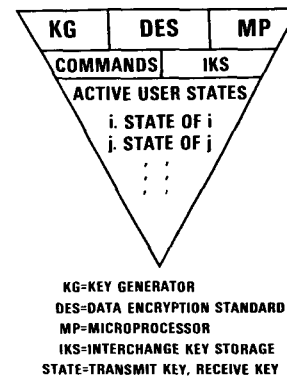 KG DES MP
COMMANDS IKS
ACTIVE USER STATES
i. STATE OF i
j. STATE OF j
KG=KEY GENERATOR
DES=DATA ENCRYPTION STANDARD
MP=MICROPROCESSOR
IKS=INTERCHANGE KEY STORAGE
STATE=TRANSMIT KEY, RECEIVE KEY